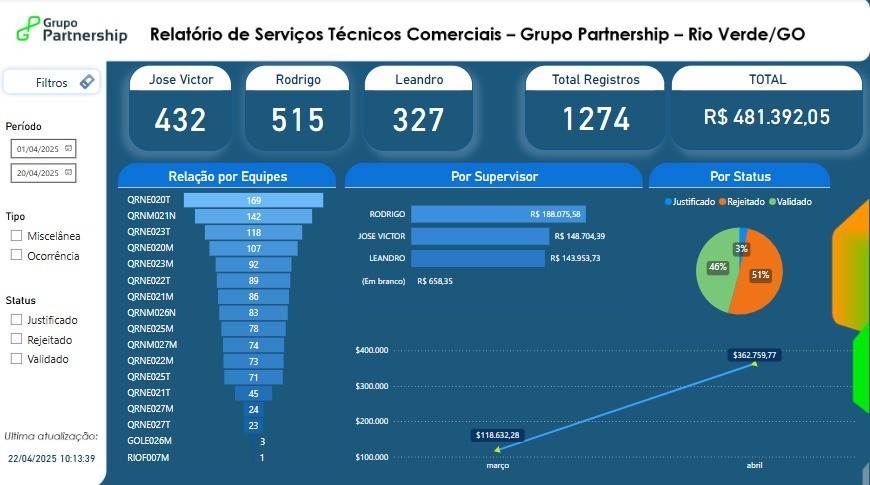 Grupo
Partnership
Relatório de Serviços Técnicos Comerciais – Grupo Partnership – Rio Verde/GO
Filtros
Período
01/04/2025
20/04/2025
Tipo
Miscelânea
Ocorrência
Status
Justificado
Rejeitado
Validado
Ultima atualização:
22/04/2025 10:13:39
Jose Victor
432
Rodrigo
515
Leandro
327
Total Registros
1274
TOTAL
R$ 481.392,05
Relação por Equipes
QRNE020T 169
QRNM021N 142
QRNE023T 118
QRNE020M 107
QRNE023M 92
QRNE022T 89
QRNE021M 86
QRNM026N 83
QRNE025M 78
QRNM027M 74
QRNE022M 73
QRNE025T 71
QRNE021T 45
QRNE027M 24
QRNE027T 23
GOLE026M 3
RIOF007M 1
Por Supervisor
RODRIGO R$ 188.075,58
JOSE VICTOR R$ 148.704,39
LEANDRO R$ 143.953,73
(Em branco) R$ 658,35
Por Status
Justificado Rejeitado Validado
3%
46%
51%
$400.000
$300.000
$200.000
$100.000
$362.759,77
$118.632,28
março abril